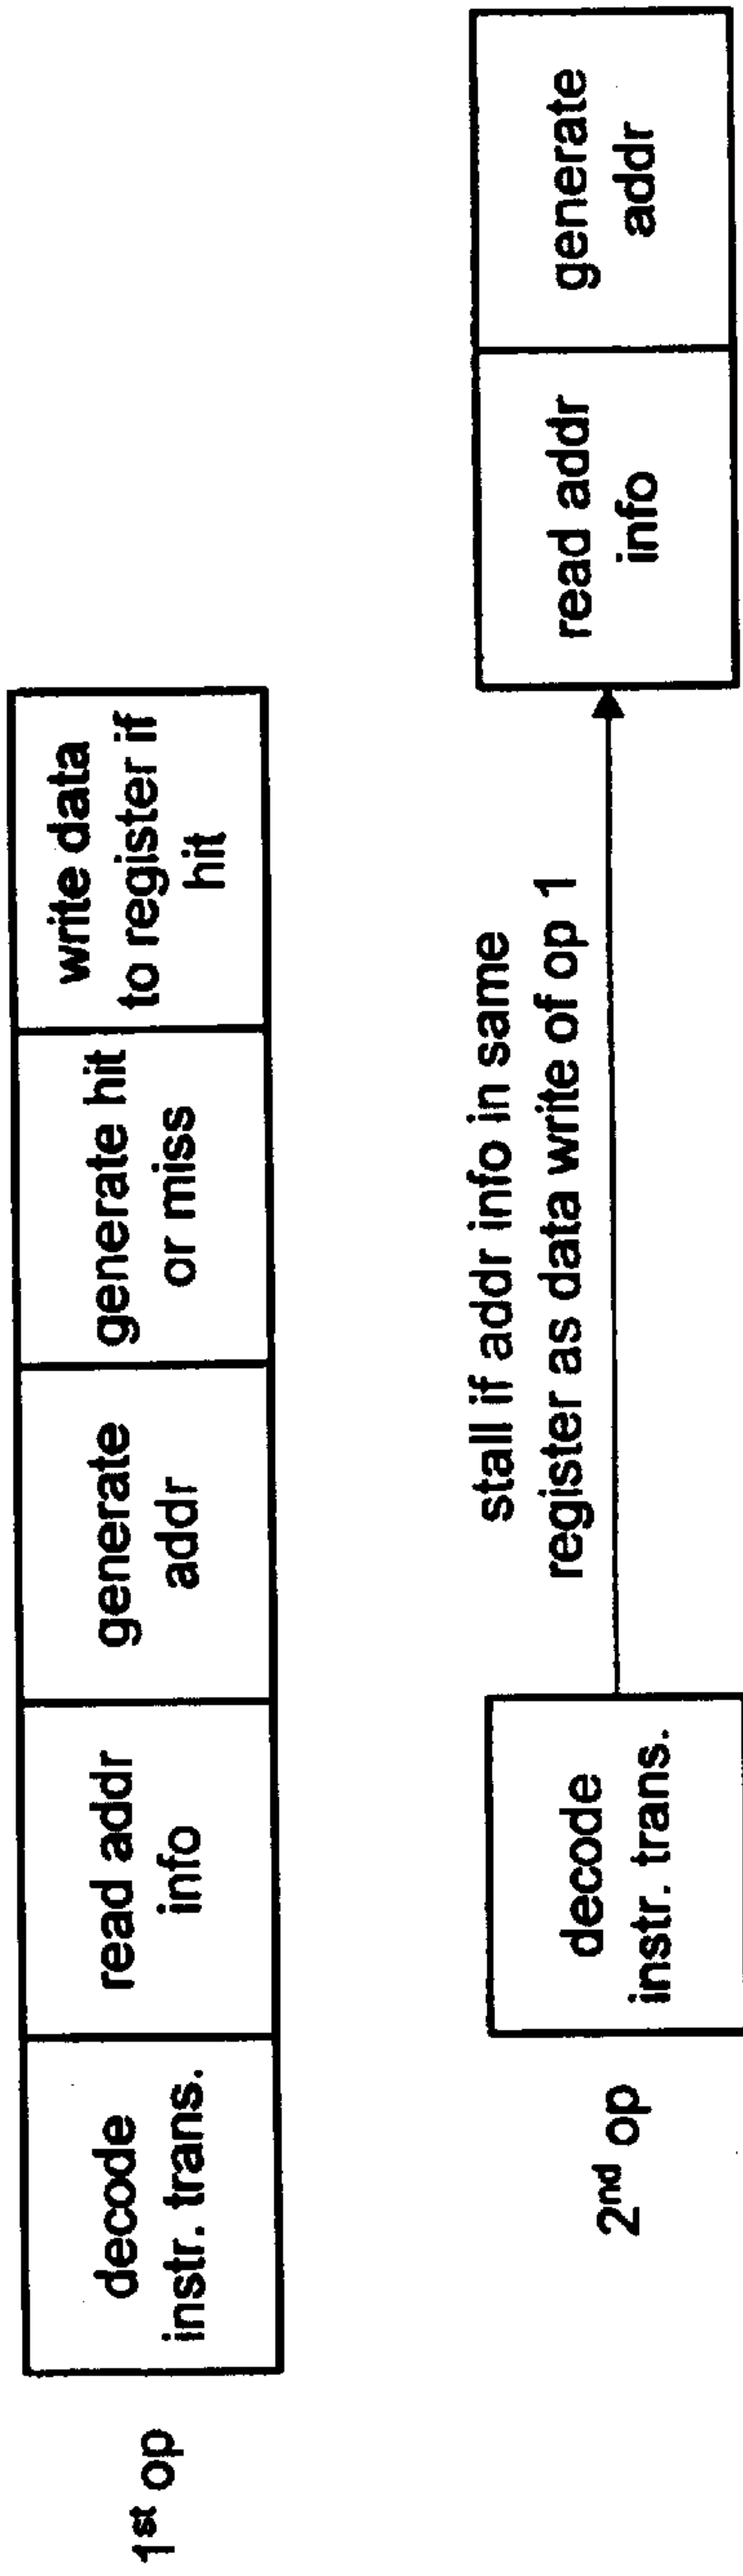 1st op
decode
instr. trans.
read addr
info
generate
addr
generate hit
or miss
write data
to register if
hit
2nd op
decode
instr. trans.
stall if addr info in same
register as data write of op 1
read addr
info
generate
addr